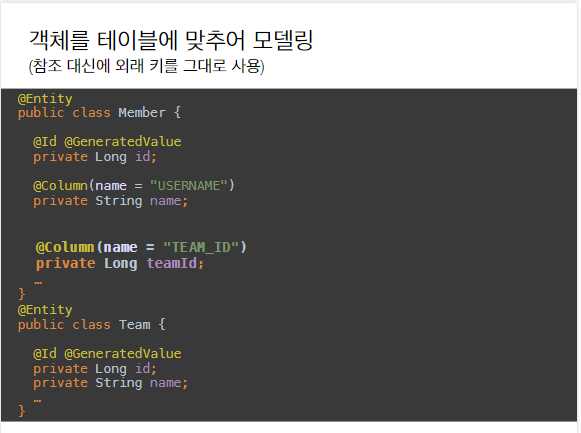 객체를 테이블에 맞추어 모델링
(참조 대신에 외래 키를 그대로 사용)
@Entity
public class Member {
@Id @GeneratedValue
private Long id;
@Column(name = "USERNAME")
private String name;
@Column(name = "TEAM_ID")
private Long teamId;
…
}
@Entity
public class Team {
@Id @GeneratedValue
private Long id;
private String name;
…
}